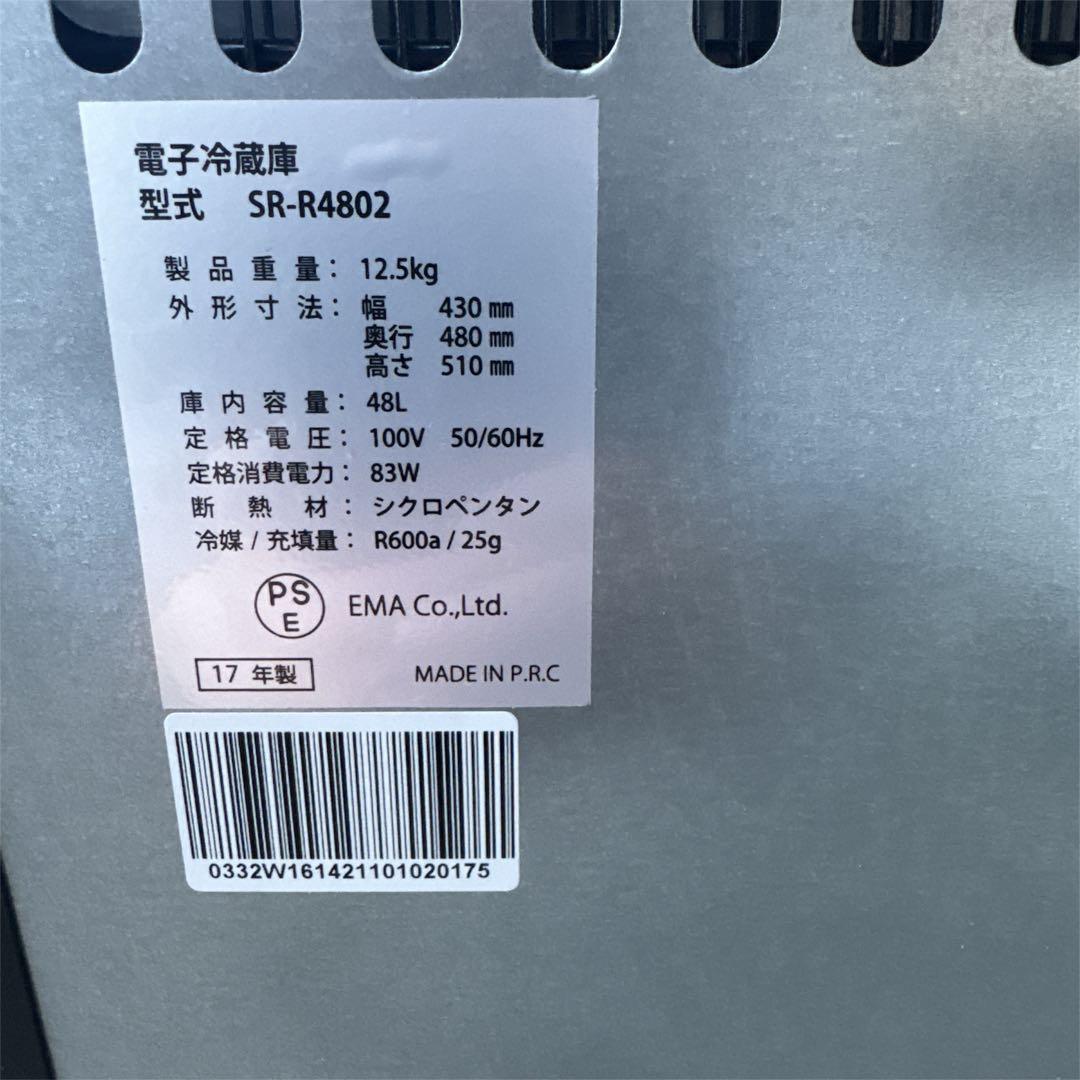 電子冷蔵庫
型式 SR-R4802
製品重量： 12.5kg
外形寸法： 幅 430㎜
奥行 480㎜
高さ 510㎜
庫内容量： 48L
定格電圧： 100V 50/60Hz
定格消費電力： 83W
断熱材： シクロペンタン
冷媒 / 充填量： R600a / 25g
PS
E
EMA Co.,Ltd.
17 年製 MADE IN P.R.C
0332W161421101020175